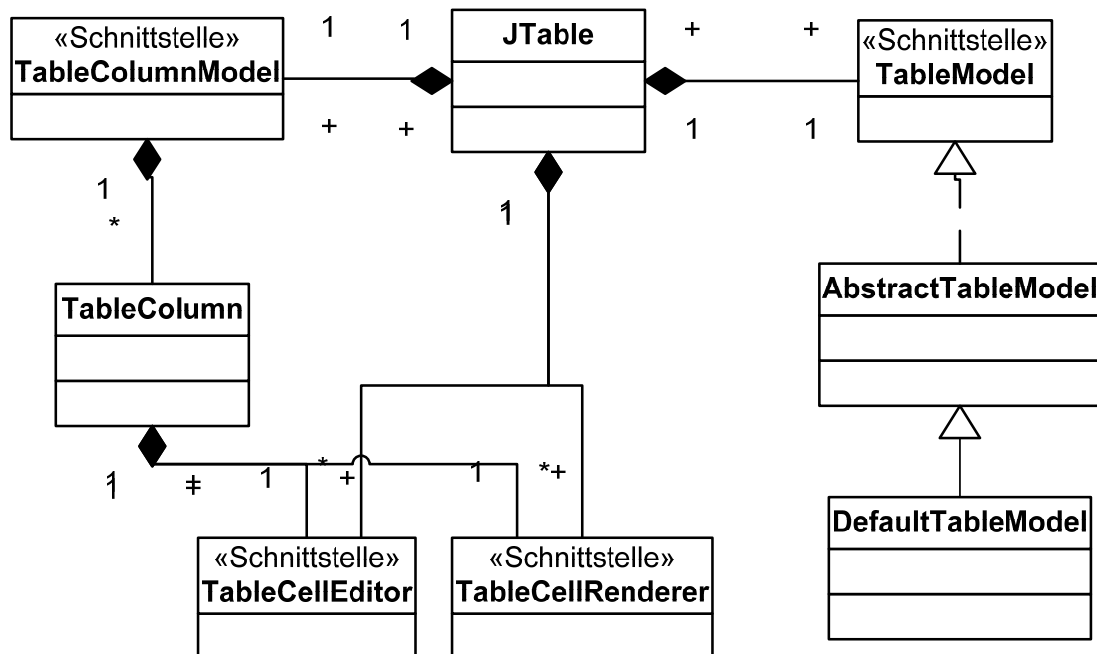 «Schnittstelle»
TableColumnModel
1
1
+
+
JTable
+
+
1
1
«Schnittstelle»
TableModel
1
*
1
TableColumn
AbstractTableModel
1
+
1
*
+
1
*+
«Schnittstelle»
TableCellEditor
«Schnittstelle»
TableCellRenderer
DefaultTableModel